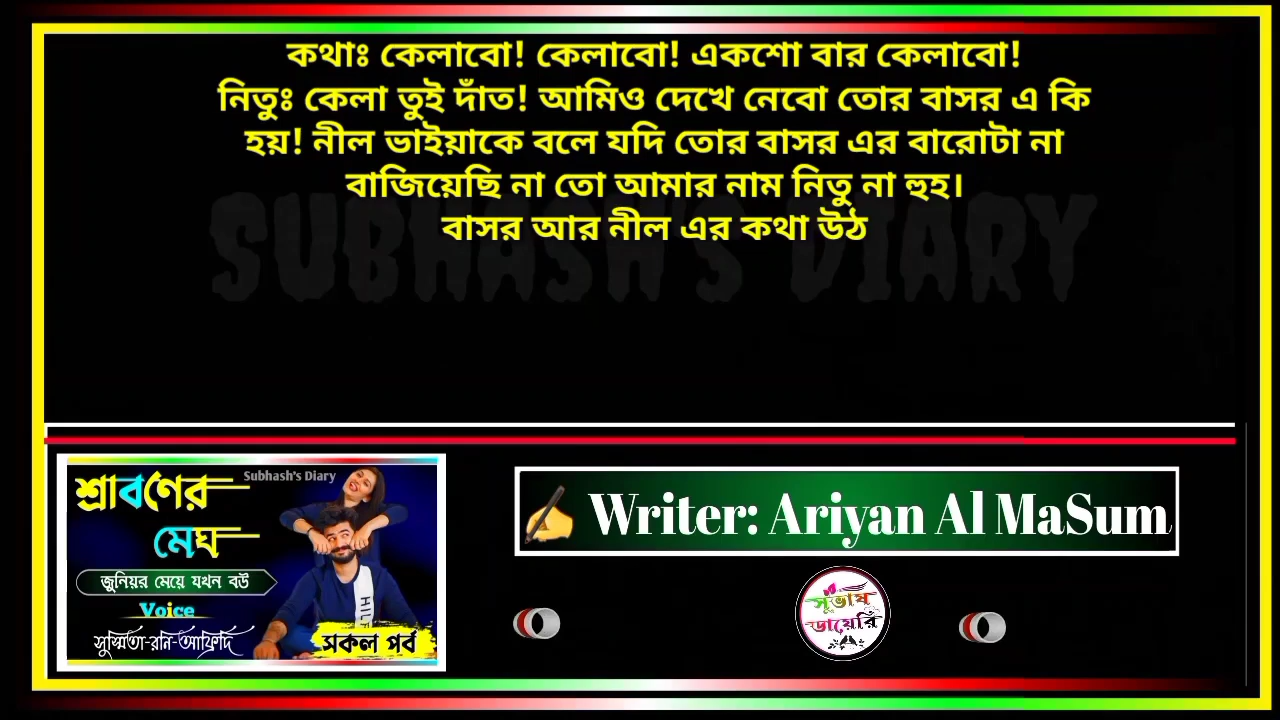 কথাঃ কেলাবো! কেলাবো! একশো বার কেলাবো!
নিতুঃ কেলা তুই দাঁত! আমিও দেখে নেবো তোর বাসর এ কি
হয়! নীল ভাইয়াকে বলে যদি তোর বাসর এর বারোটা না
বাজিয়েছি না তো আমার নাম নিতু না হুহ।
বাসর আর নীল এর কথা উঠ
SUBHASH'S DIARY
Subhash's Diary
শ্রাবণের
মেঘ
জুনিয়র মেয়ে যখন বউ
Voice
সুস্মিতা-রনি-আফ্রিদি
সকল পর্ব
Writer: Ariyan Al MaSum
সুভাষ
ডায়েরি